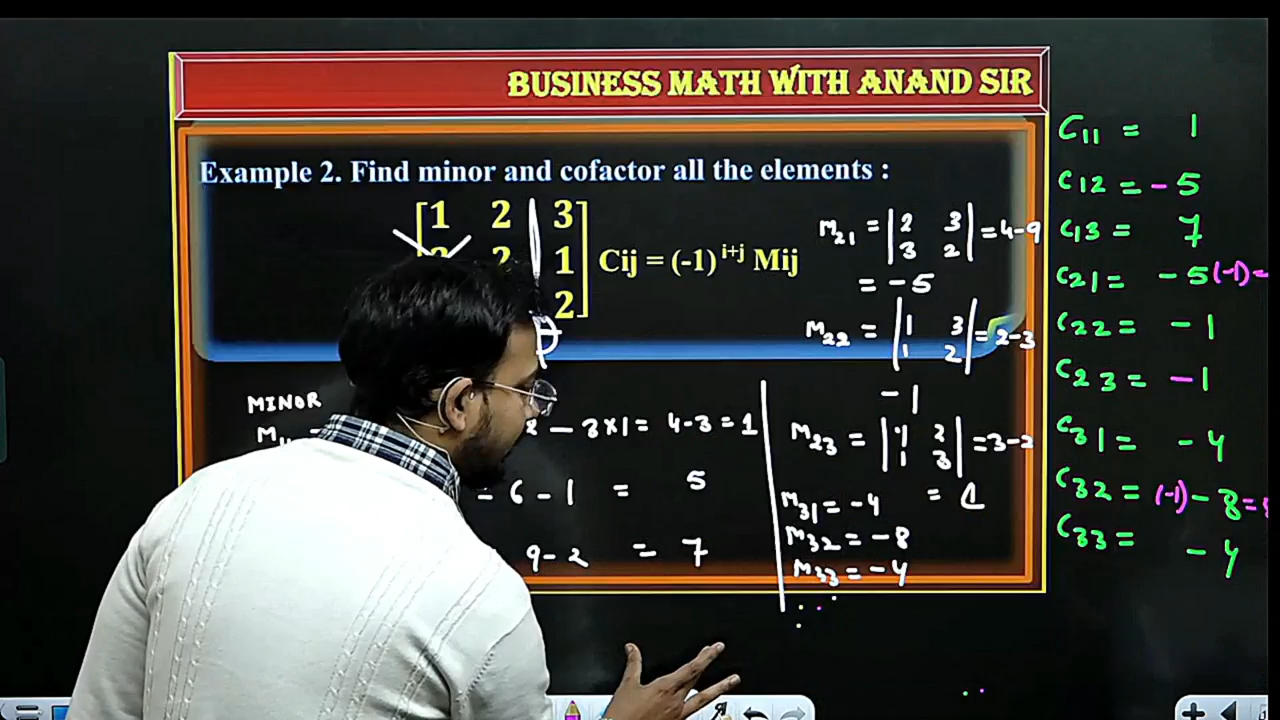 BUSINESS MATH WITH ANAND SIR
Example 2. Find minor and cofactor all the elements :
1 2 3
2 1
2
Cij = (-1)^i+j Mij
MINOR
M11 =
2 - 3×1 = 4-3 = 1
- 6 - 1 = 5
9 - 2 = 7
M21 = |2 3
3 2| = 4-9
= -5
M22 = |1 3
1 2| = 2-3
-1
M23 = |1 2
1 3| = 3-2
= 1
M31 = -4
M32 = -8
M33 = -4
C11 = 1
C12 = -5
C13 = 7
C21 = -5(-1)=
C22 = -1
C23 = -1
C31 = -4
C32 = (-1)-8=
C33 = -4